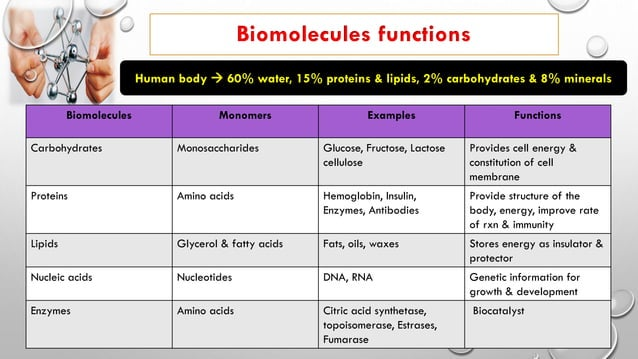 Biomolecules functions
Human body → 60% water, 15% proteins & lipids, 2% carbohydrates & 8% minerals
Biomolecules Monomers Examples Functions
Carbohydrates Monosaccharides Glucose, Fructose, Lactose Provides cell energy &
cellulose constitution of cell
membrane
Proteins Amino acids Hemoglobin, Insulin, Provide structure of the
Enzymes, Antibodies body, energy, improve rate
of rxn & immunity
Lipids Glycerol & fatty acids Fats, oils, waxes Stores energy as insulator &
protector
Nucleic acids Nucleotides DNA, RNA Genetic information for
growth & development
Enzymes Amino acids Citric acid synthetase, Biocatalyst
topoisomerase, Estrases,
Fumarase